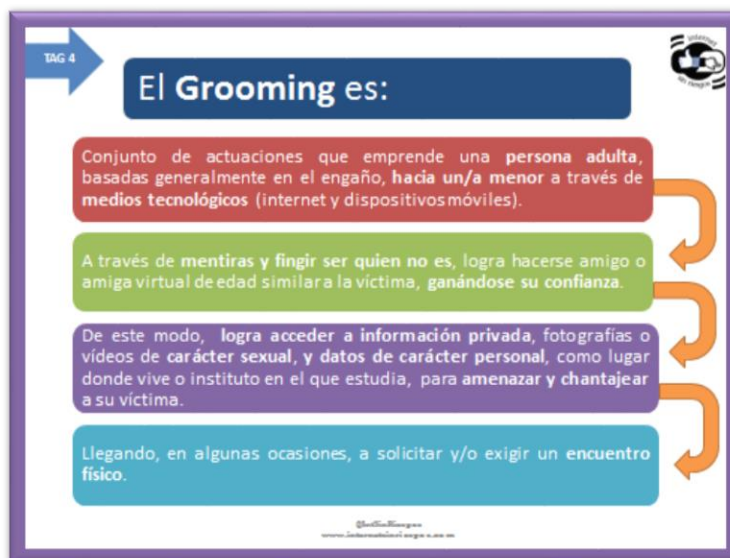 TAG 4
internet
sin riesgos
El Grooming es:
Conjunto de actuaciones que emprende una persona adulta,
basadas generalmente en el engaño, hacia un/a menor a través de
medios tecnológicos (internet y dispositivos móviles).
A través de mentiras y fingir ser quien no es, logra hacerse amigo o
amiga virtual de edad similar a la víctima, ganándose su confianza.
De este modo, logra acceder a información privada, fotografías o
vídeos de carácter sexual, y datos de carácter personal, como lugar
donde vive o instituto en el que estudia, para amenazar y chantajear
a su víctima.
Llegando, en algunas ocasiones, a solicitar y/o exigir un encuentro
físico.